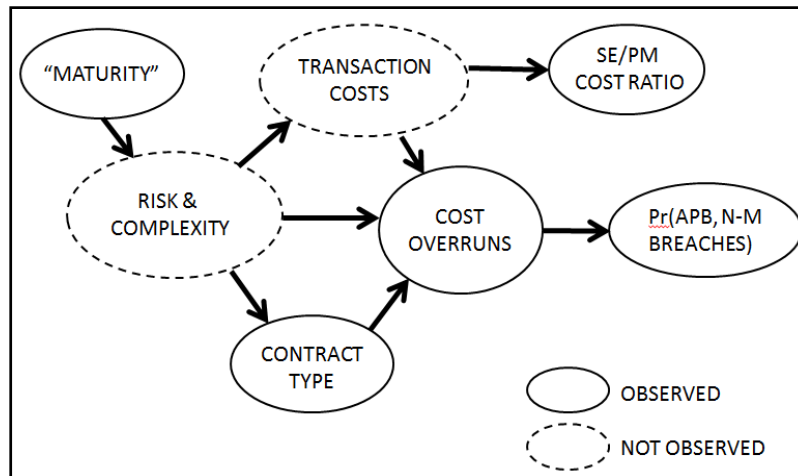 "MATURITY"
TRANSACTION
COSTS
SE/PM
COST RATIO
RISK &
COMPLEXITY
COST
OVERRUNS
Pr(APB, N-M
BREACHES)
CONTRACT
TYPE
OBSERVED
NOT OBSERVED